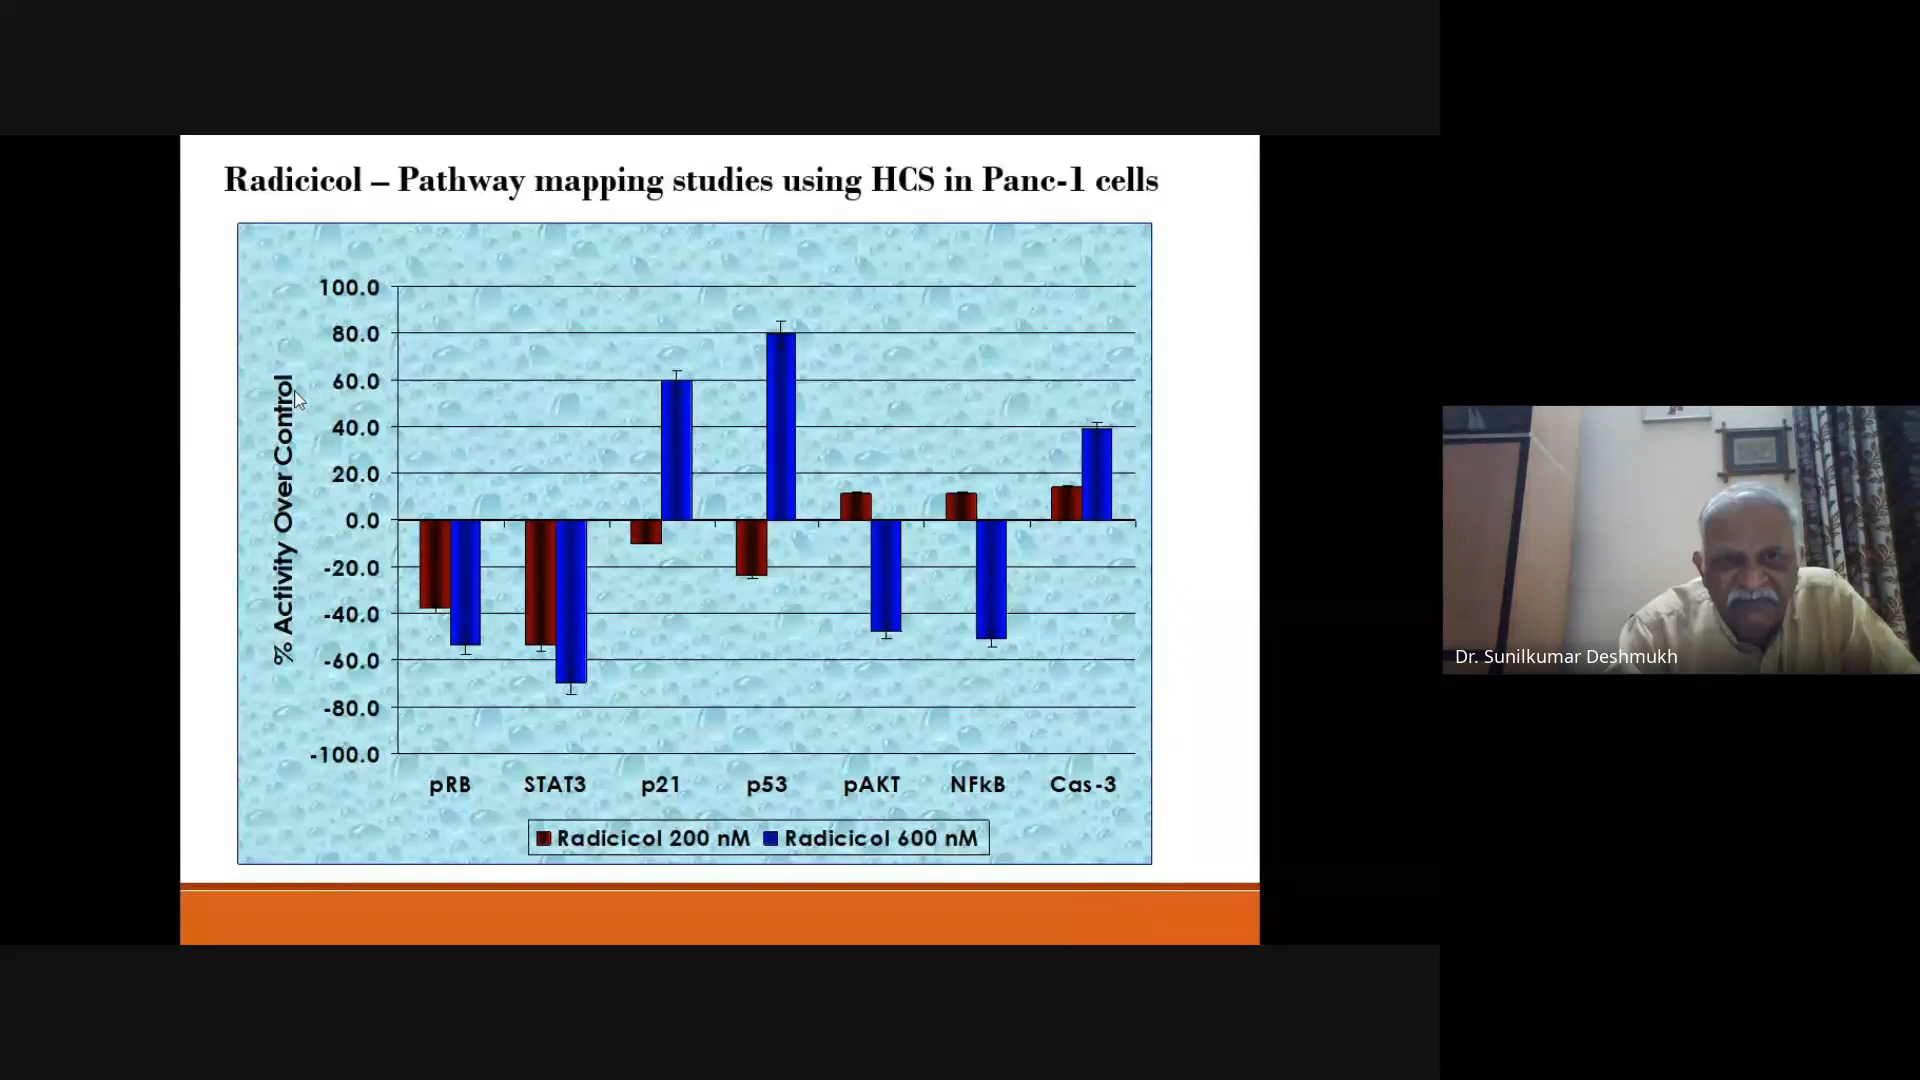 Radicicol – Pathway mapping studies using HCS in Panc-1 cells
% Activity Over Control
100.0
80.0
60.0
40.0
20.0
0.0
-20.0
-40.0
-60.0
-80.0
-100.0
pRB STAT3 p21 p53 pAKT NFkB Cas-3
Radicicol 200 nM Radicicol 600 nM
Dr. Sunilkumar Deshmukh